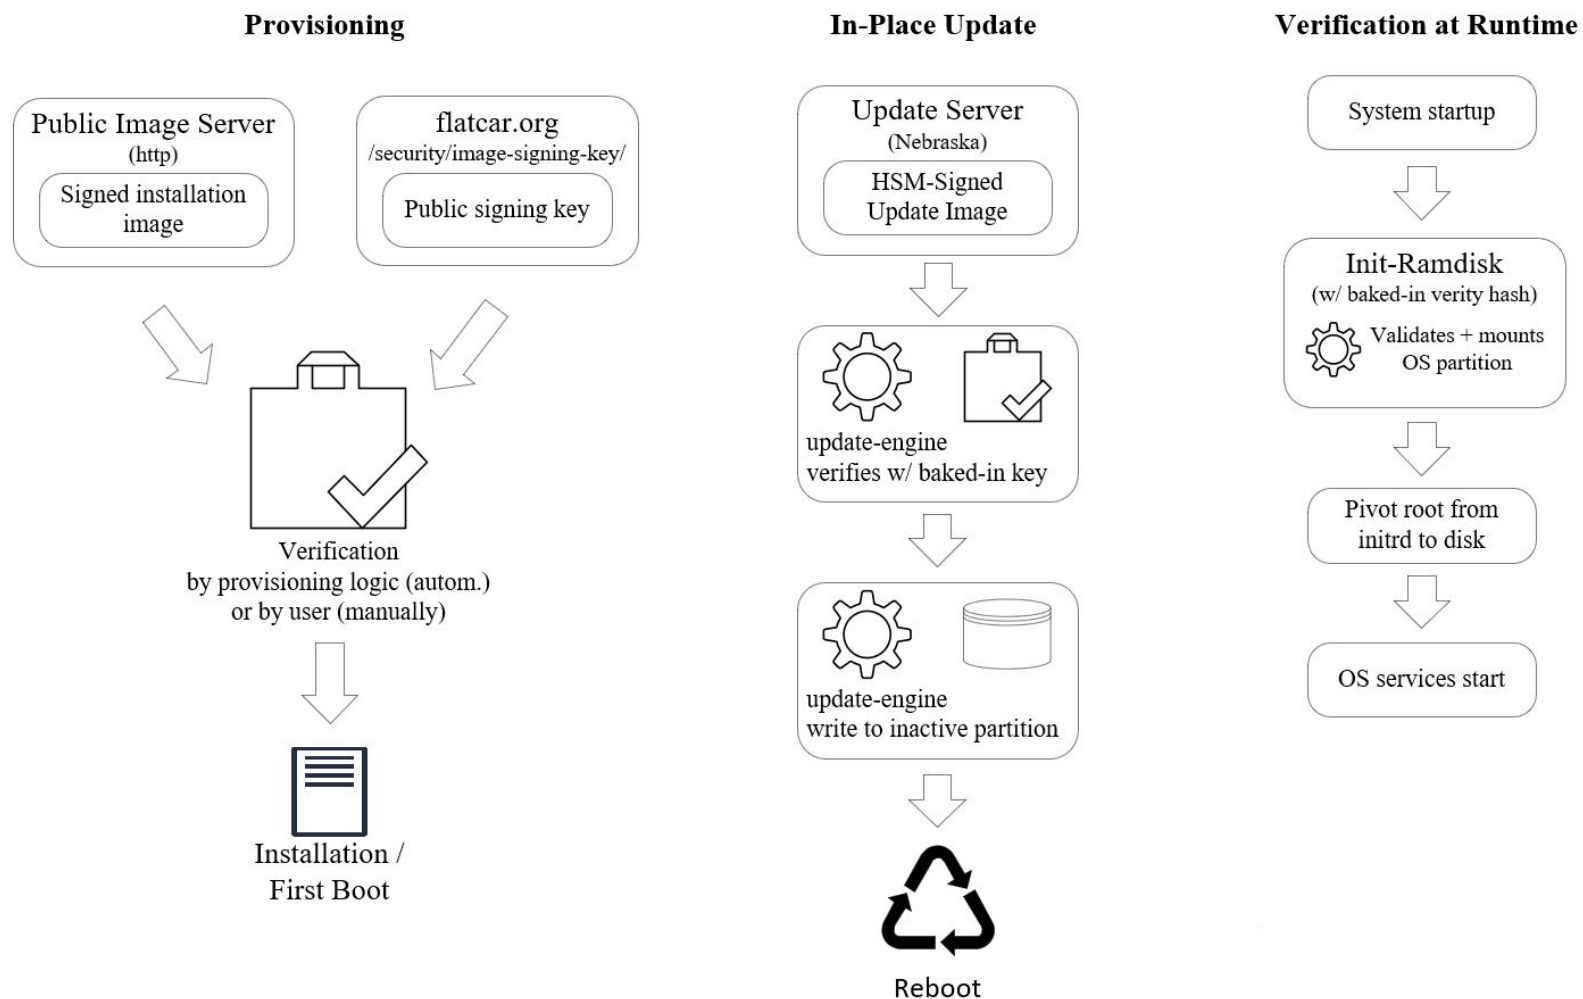 Provisioning
Public Image Server
(http)
Signed installation
image
flatcar.org
/security/image-signing-key/
Public signing key
Verification
by provisioning logic (autom.)
or by user (manually)
Installation /
First Boot
In-Place Update
Update Server
(Nebraska)
HSM-Signed
Update Image
update-engine
verifies w/ baked-in key
update-engine
write to inactive partition
Reboot
Verification at Runtime
System startup
Init-Ramdisk
(w/ baked-in verity hash)
Validates + mounts
OS partition
Pivot root from
initrd to disk
OS services start